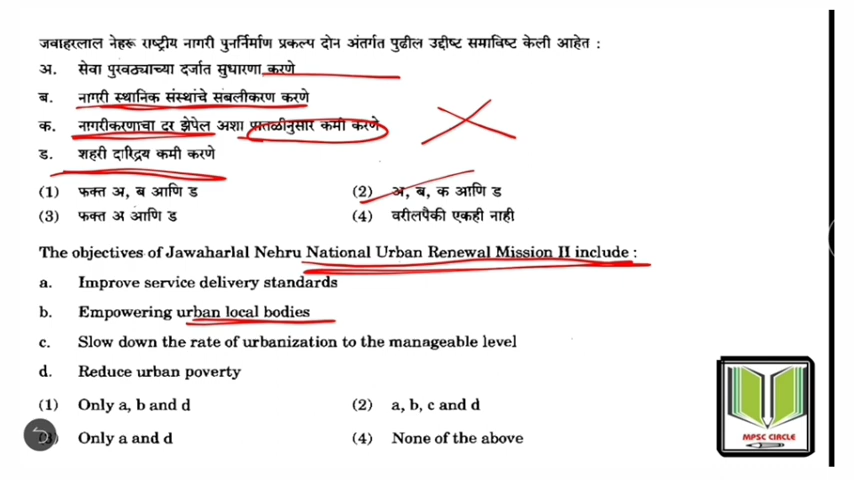 जवाहरलाल नेहरू राष्ट्रीय नागरी पुनर्निर्माण प्रकल्प दोन अंतर्गत पुढील उद्दीष्ट समाविष्ट केली आहेत :
अ. सेवा पुरवठ्याच्या दर्जात सुधारणा करणे
ब. नागरी स्थानिक संस्थांचे सबलीकरण करणे
क. नागरीकरणाचा दर झेपेल अशा पातळीनुसार कमी करणे
ड. शहरी दारिद्रय कमी करणे
(1) फक्त अ, ब आणि ड (2) अ, ब, क आणि ड
(3) फक्त अ आणि ड (4) वरीलपैकी एकही नाही
The objectives of Jawaharlal Nehru National Urban Renewal Mission II include :
a. Improve service delivery standards
b. Empowering urban local bodies
c. Slow down the rate of urbanization to the manageable level
d. Reduce urban poverty
(1) Only a, b and d (2) a, b, c and d
(3) Only a and d (4) None of the above
MPSC CIRCLE